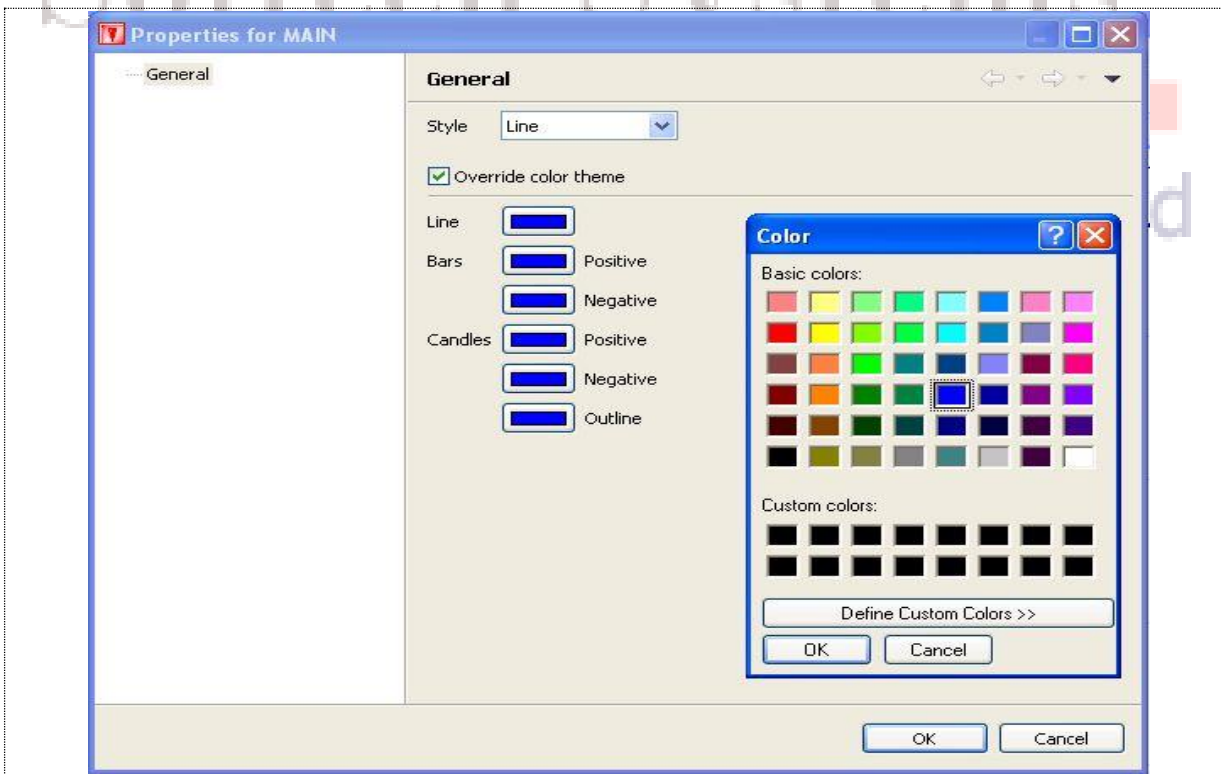 Properties for MAIN
General
General
Style Line
Override color theme
Line
Bars Positive
Negative
Candles Positive
Negative
Outline
Color
Basic colors:
Custom colors:
Define Custom Colors >>
OK Cancel
OK Cancel